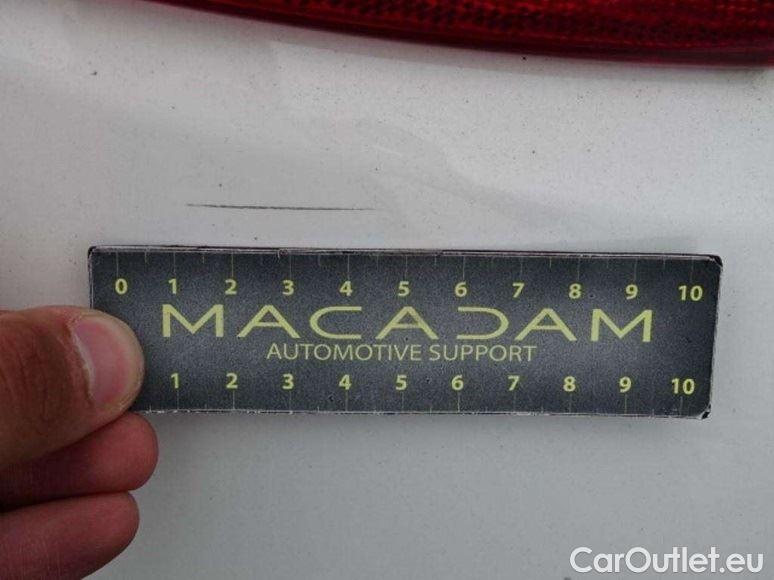 0 1 2 3 4 5 6 7 8 9 10
MACADAM
AUTOMOTIVE SUPPORT
1 2 3 4 5 6 7 8 9 10
CarOutlet.eu